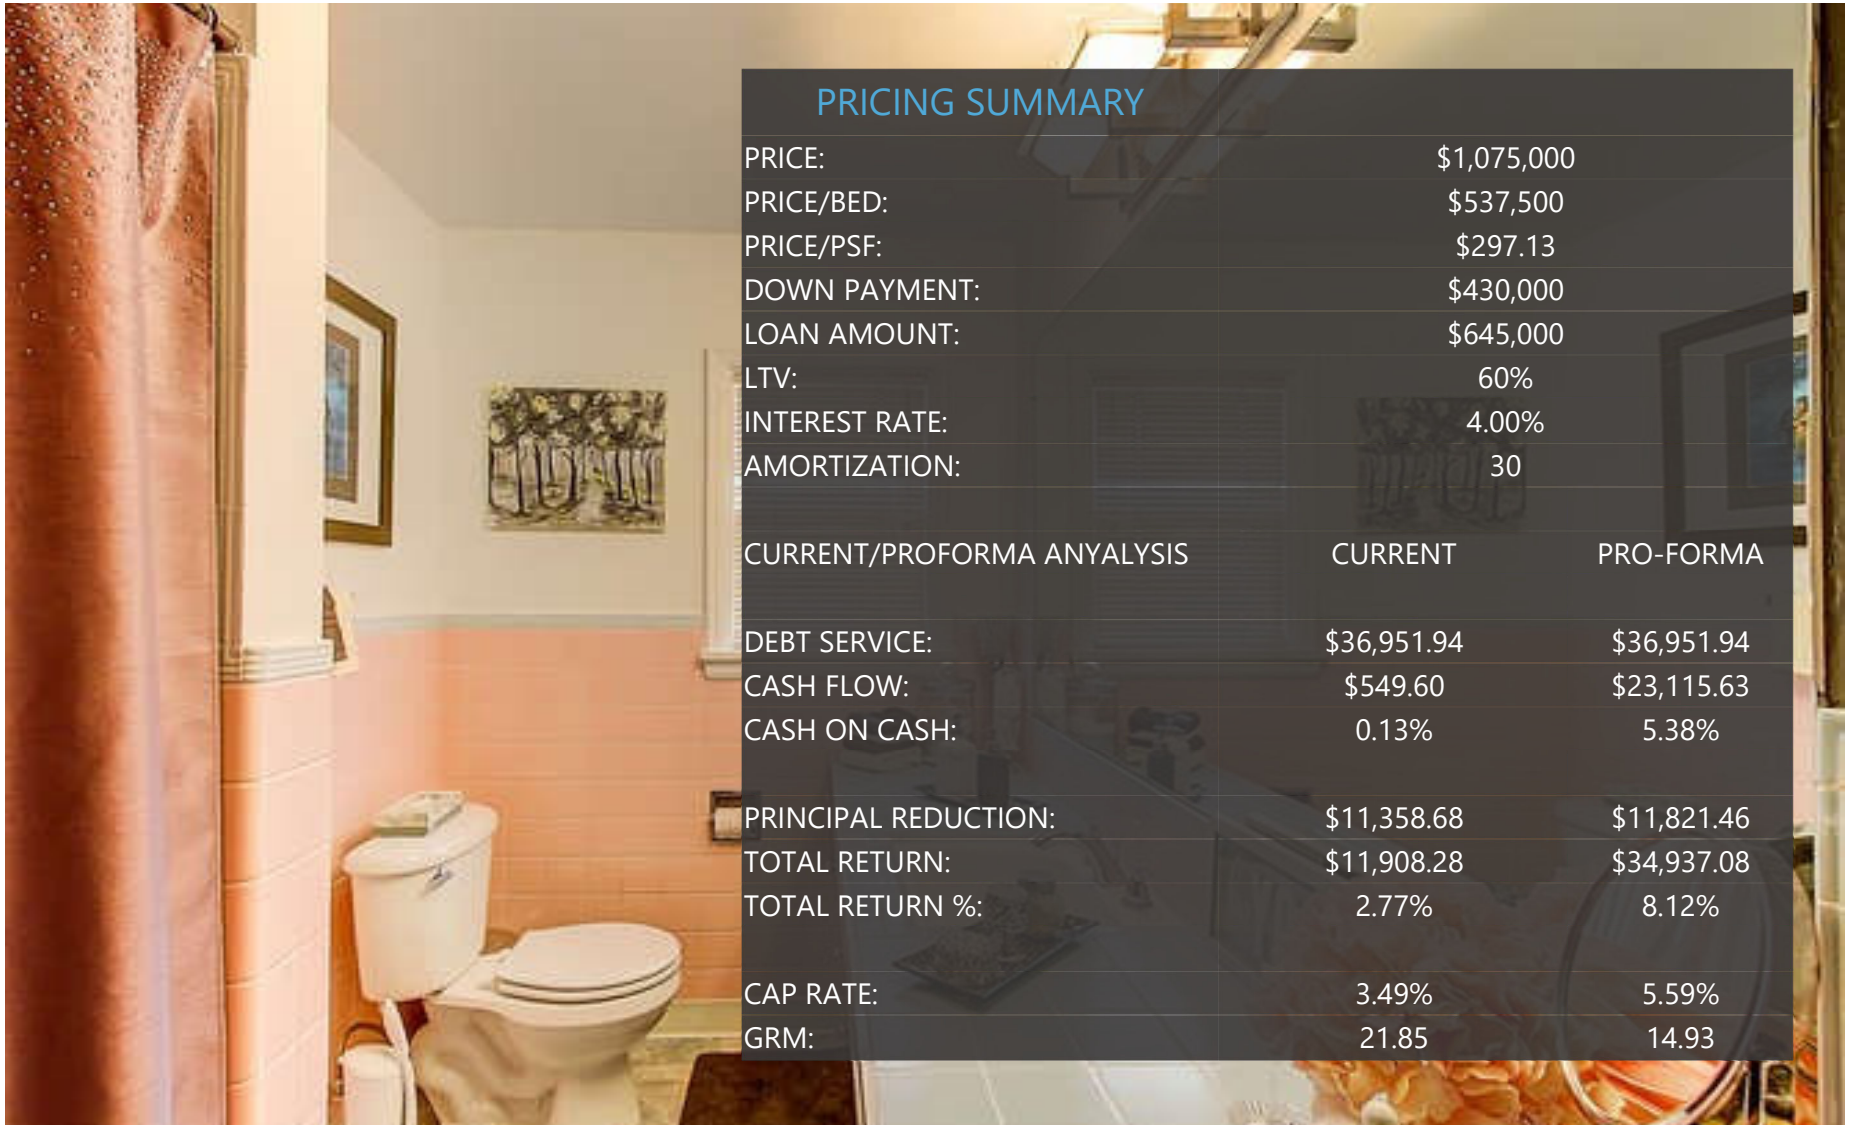 PRICING SUMMARY
PRICE: $1,075,000
PRICE/BED: $537,500
PRICE/PSF: $297.13
DOWN PAYMENT: $430,000
LOAN AMOUNT: $645,000
LTV: 60%
INTEREST RATE: 4.00%
AMORTIZATION: 30
CURRENT/PROFORMA ANYALYSIS CURRENT PRO-FORMA
DEBT SERVICE: $36,951.94 $36,951.94
CASH FLOW: $549.60 $23,115.63
CASH ON CASH: 0.13% 5.38%
PRINCIPAL REDUCTION: $11,358.68 $11,821.46
TOTAL RETURN: $11,908.28 $34,937.08
TOTAL RETURN %: 2.77% 8.12%
CAP RATE: 3.49% 5.59%
GRM: 21.85 14.93